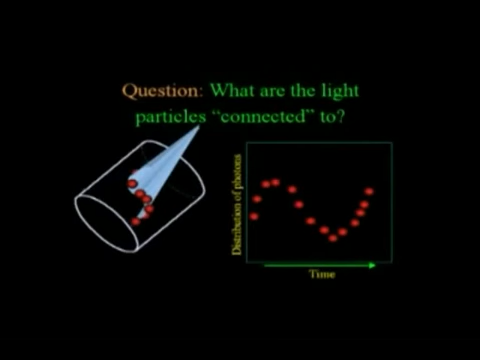 Question: What are the light
particles “connected” to?
Distribution of photons
Time